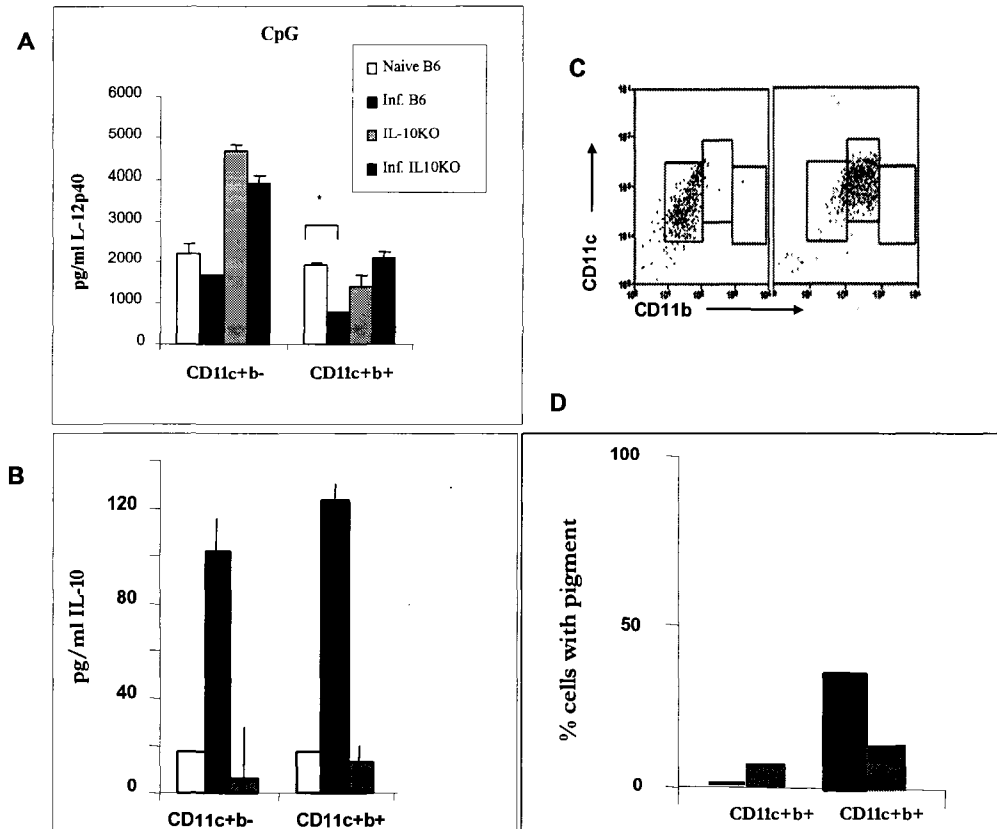 A
CpG
Naive B6
Inf. B6
IL-10KO
Inf. IL10KO
pg/ml L-12p40
6000
5000
4000
3000
2000
1000
0
*
CD11c+b-
CD11c+b+
C
CD11c
CD11b
B
pg/ml IL-10
120
80
40
0
CD11c+b-
CD11c+b+
D
% cells with pigment
100
50
0
CD11c+b+
CD11c+b+